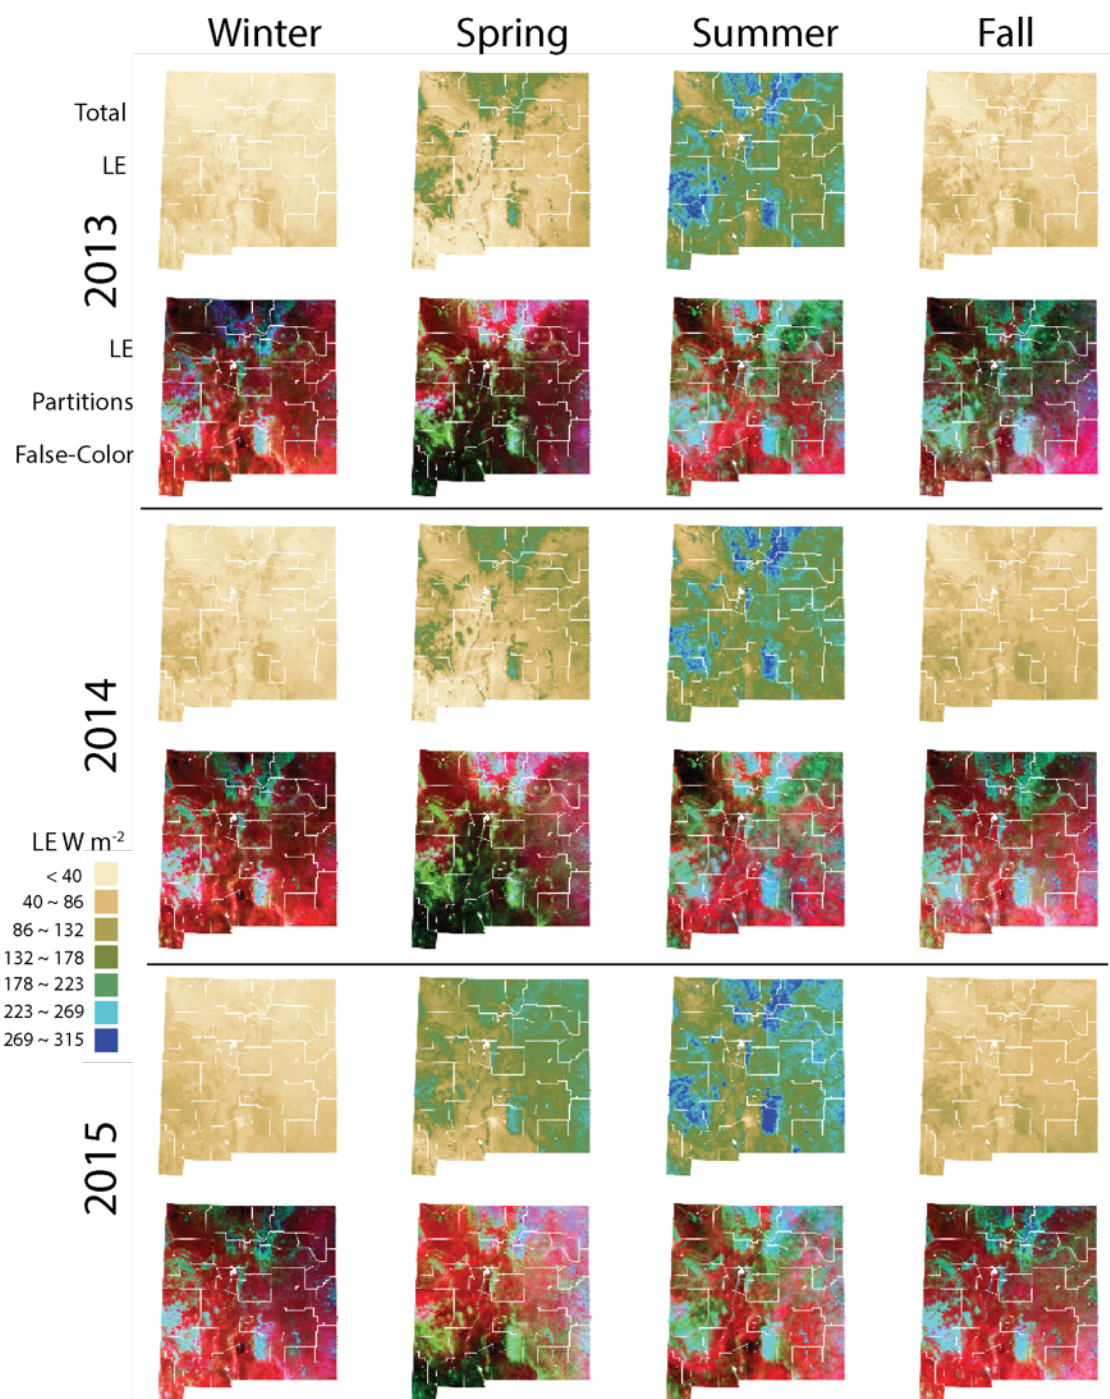 Winter Spring Summer Fall
Total
LE
2013
LE
Partitions
False-Color
2014
LE W m-2
< 40
40 ~ 86
86 ~ 132
132 ~ 178
178 ~ 223
223 ~ 269
269 ~ 315
2015